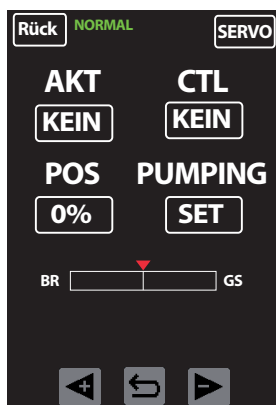 Rück NORMAL SERVO
AKT CTL
KEIN KEIN
POS PUMPING
0% SET
BR GS
+ −